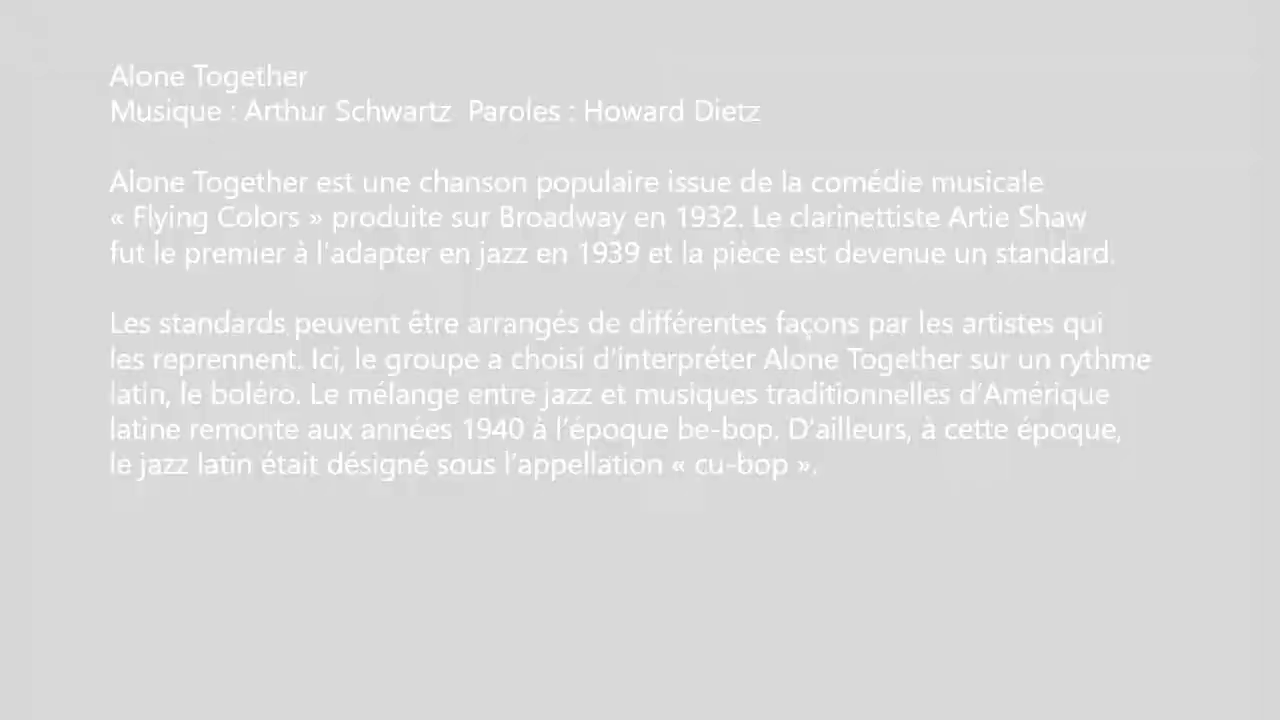 Alone Together
Musique : Arthur Schwartz  Paroles : Howard Dietz
Alone Together est une chanson populaire issue de la comédie musicale
« Flying Colors » produite sur Broadway en 1932. Le clarinettiste Artie Shaw
fut le premier à l'adapter en jazz en 1939 et la pièce est devenue un standard.
Les standards peuvent être arrangés de différentes façons par les artistes qui
les reprennent. Ici, le groupe a choisi d'interpréter Alone Together sur un rythme
latin, le boléro. Le mélange entre jazz et musiques traditionnelles d'Amérique
latine remonte aux années 1940 à l'époque be-bop. D'ailleurs, à cette époque,
le jazz latin était désigné sous l'appellation « cu-bop ».